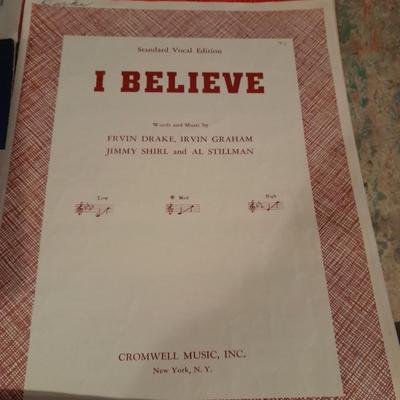 Standard Vocal Edition
I BELIEVE
Words and Music by
ERVIN DRAKE, IRVIN GRAHAM
JIMMY SHIRL and AL STILLMAN
Low * Med High
CROMWELL MUSIC, INC.
New York, N. Y.